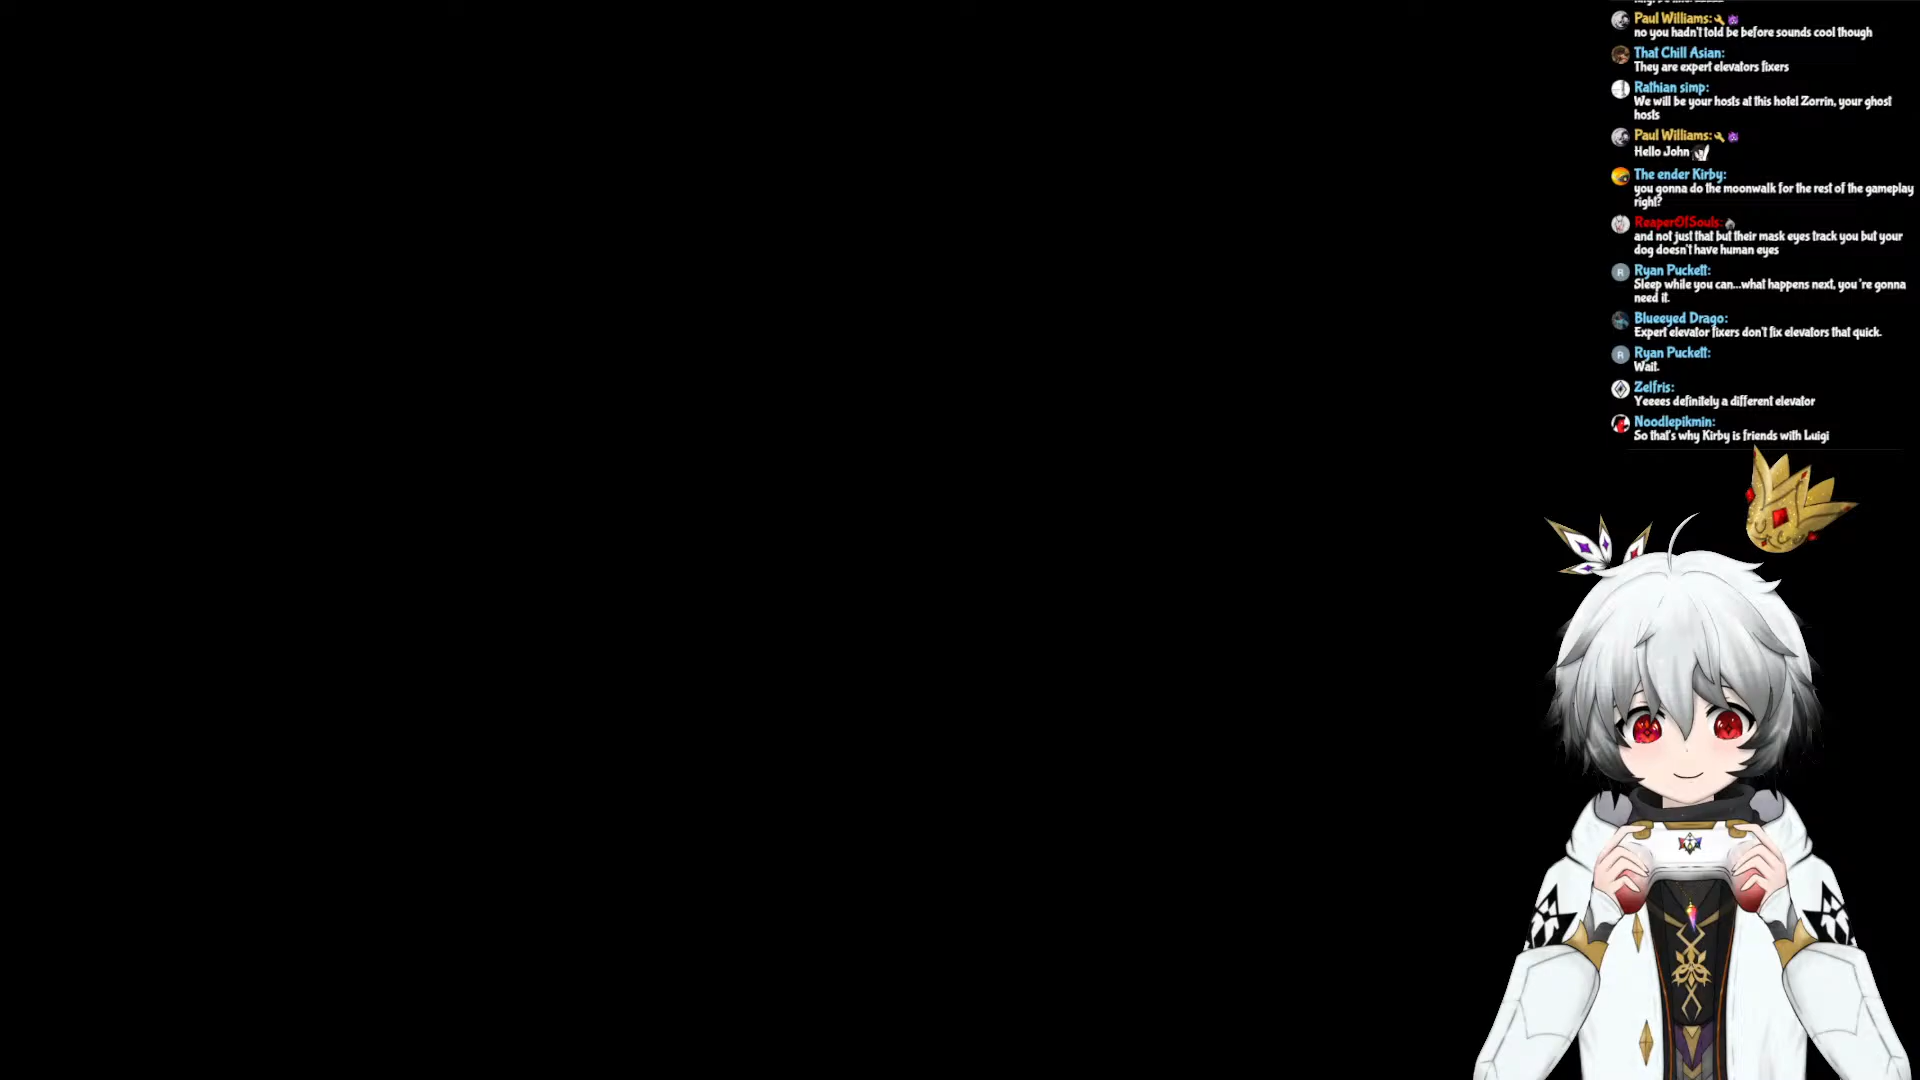 Paul Williams:
no you hadn't told be before sounds cool though
That Chill Asian:
They are expert elevators fixers
Rathian simp:
We will be your hosts at this hotel Zorrin, your ghost
hosts
Paul Williams:
Hello John
The ender Kirby:
you gonna do the moonwalk for the rest of the gameplay
right?
ReaperOfSouls:
and not just that but their mask eyes track you but your
dog doesn't have human eyes
R
Ryan Puckett:
Sleep while you can...what happens next, you're gonna
need it.
Blueeyed Drago:
Expert elevator fixers don't fix elevators that quick.
R
Ryan Puckett:
Wait.
Zelfris:
Yeeees definitely a different elevator
Noodlepikmin:
So that's why Kirby is friends with Luigi